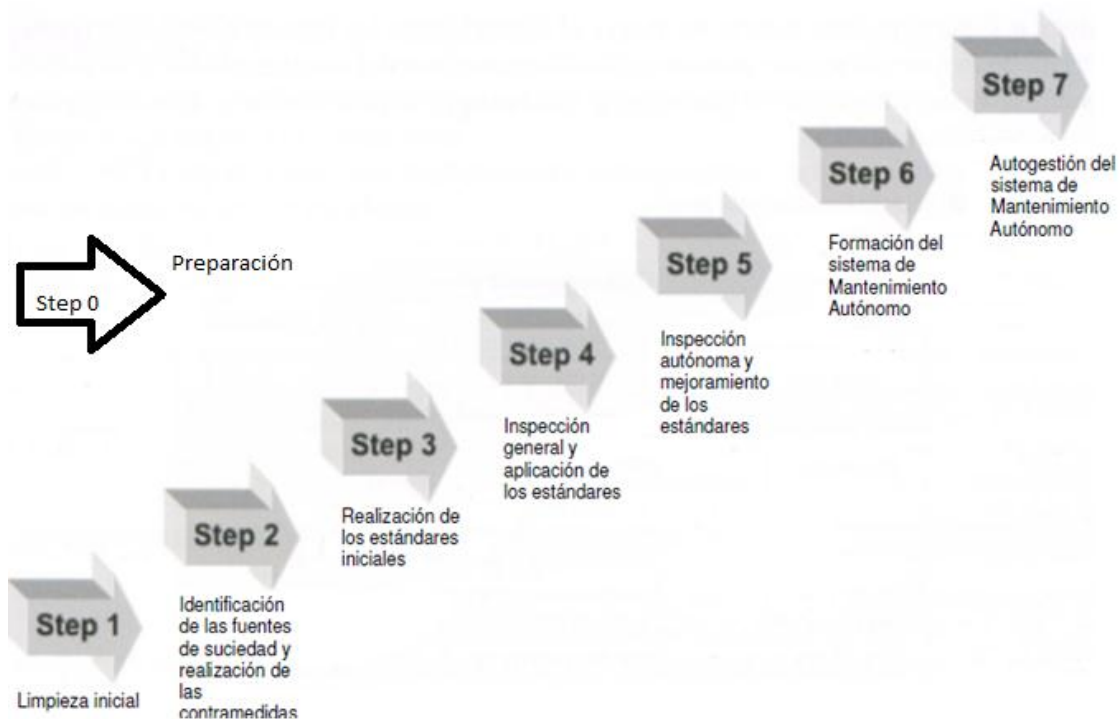 Step 0
Preparación
Step 1
Limpieza inicial
Step 2
Identificación
de las fuentes
de suciedad y
realización de
las
contramedidas
Step 3
Realización de
los estándares
iniciales
Step 4
Inspección
general y
aplicación de
los estándares
Step 5
Inspección
autónoma y
mejoramiento
de los
estándares
Step 6
Formación del
sistema de
Mantenimiento
Autónomo
Step 7
Autogestión del
sistema de
Mantenimiento
Autónomo